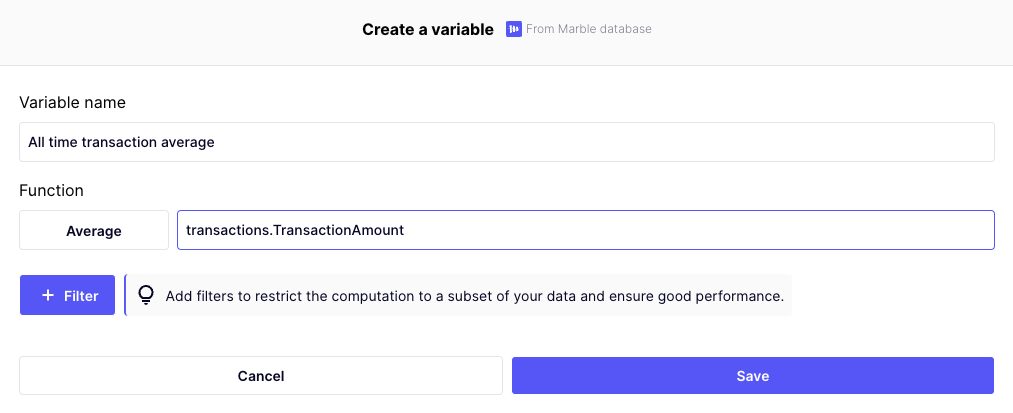 Create a variable From Marble database
Variable name
All time transaction average
Function
Average transactions.TransactionAmount
+ Filter Add filters to restrict the computation to a subset of your data and ensure good performance.
Cancel Save